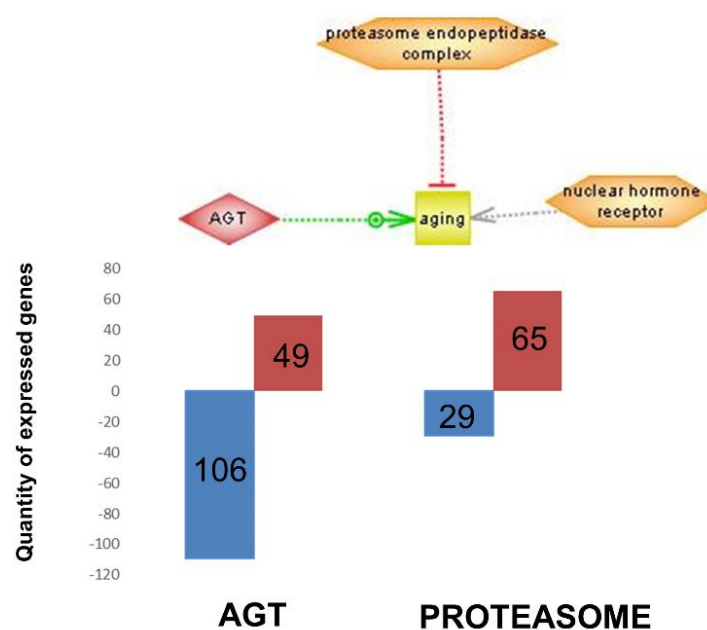 proteasome endopeptidase
complex
AGT
aging
nuclear hormone
receptor
Quantity of expressed genes
80
60
40
20
0
-20
-40
-60
-80
-100
-120
49
106
65
29
AGT
PROTEASOME